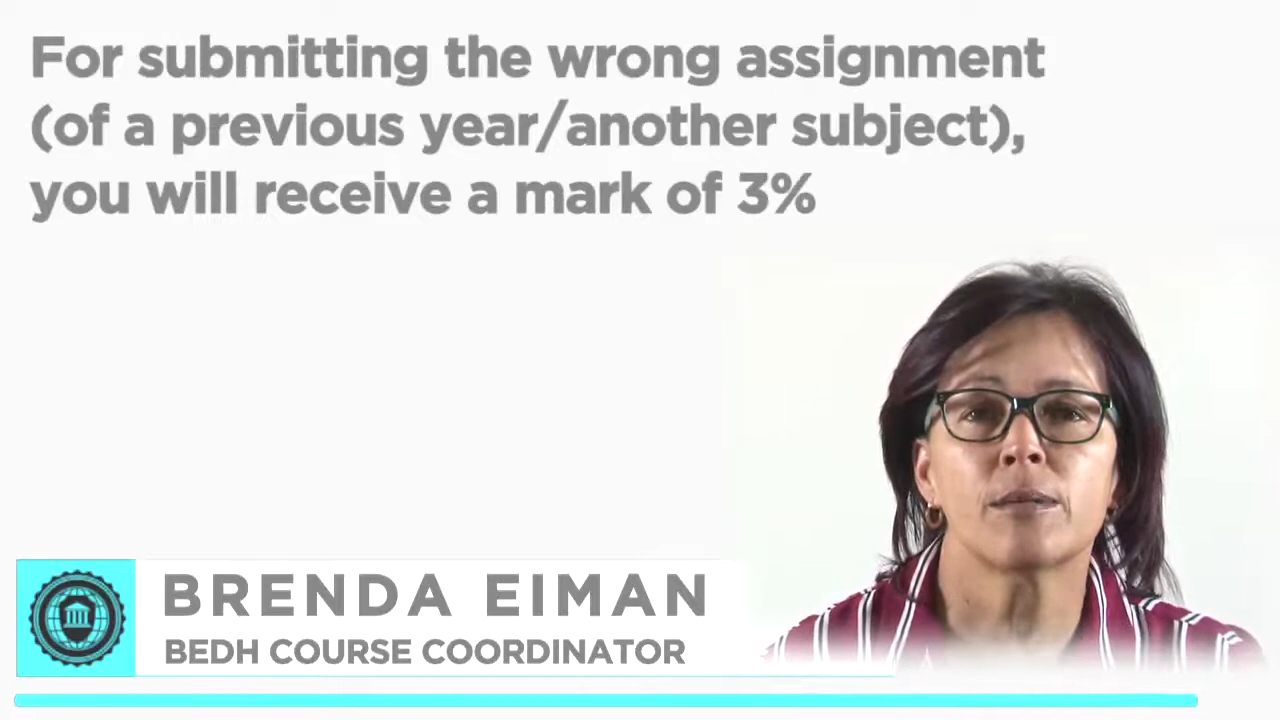 For submitting the wrong assignment
(of a previous year/another subject),
you will receive a mark of 3%
BRENDA EIMAN
BEDH COURSE COORDINATOR